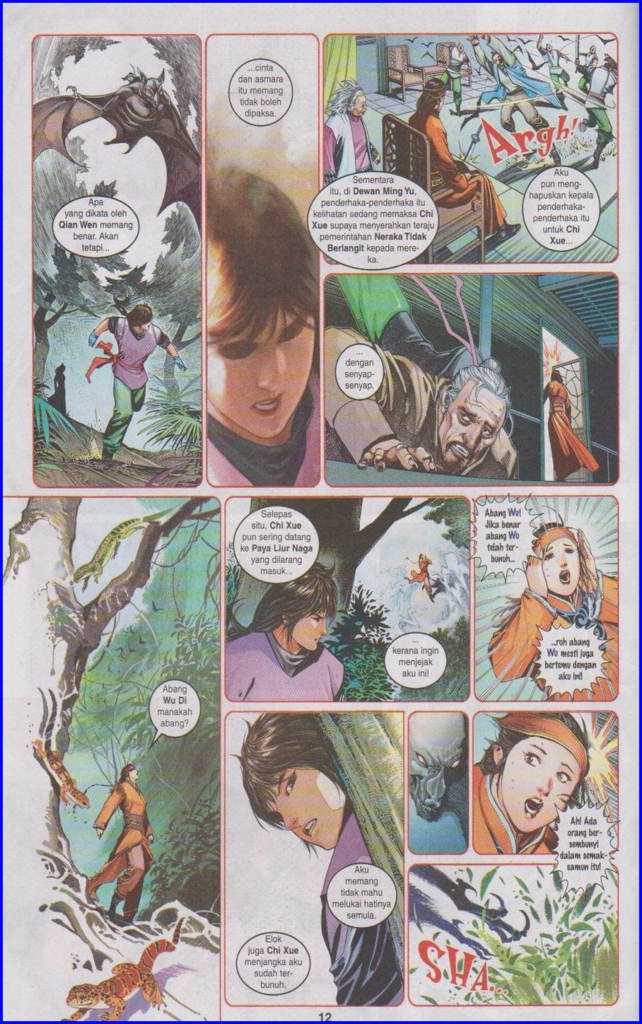 Apa
yang dikata oleh
Qian Wen memang
benar. Akan
tetapi...
...cinta
dan asmara
itu memang
tidak boleh
dipaksa.
Sementara
itu, di Dewan Ming Yu,
penderhaka-penderhaka itu
kelihatan sedang memaksa Chi
Xue supaya menyerahkan teraju
pemerintahan Neraka Tidak
Berlangit kepada mere-
ka.
Argh!
Aku
pun meng-
hapuskan kepala
penderhaka-
penderhaka itu
untuk Chi
Xue...
...
dengan
senyap-
senyap.
Abang
Wu Di
manakah
abang?
Selepas
situ, Chi Xue
pun sering datang
ke Paya Liur Naga
yang dilarang
masuk...
...
kerana ingin
menjejak
aku ini!
Abang Wu!
Jika benar
abang Wu
telah ter-
bunuh...
...roh abang
Wu mesti juga
bertemu dengan
aku ini!
Aku
memang
tidak mahu
melukai hatinya
semula.
Elok
juga Chi Xue
menjangka aku
sudah ter-
bunuh.
Ah! Ada
orang ber-
sembunyi
dalam semak-
samun itu!
SHA...
12